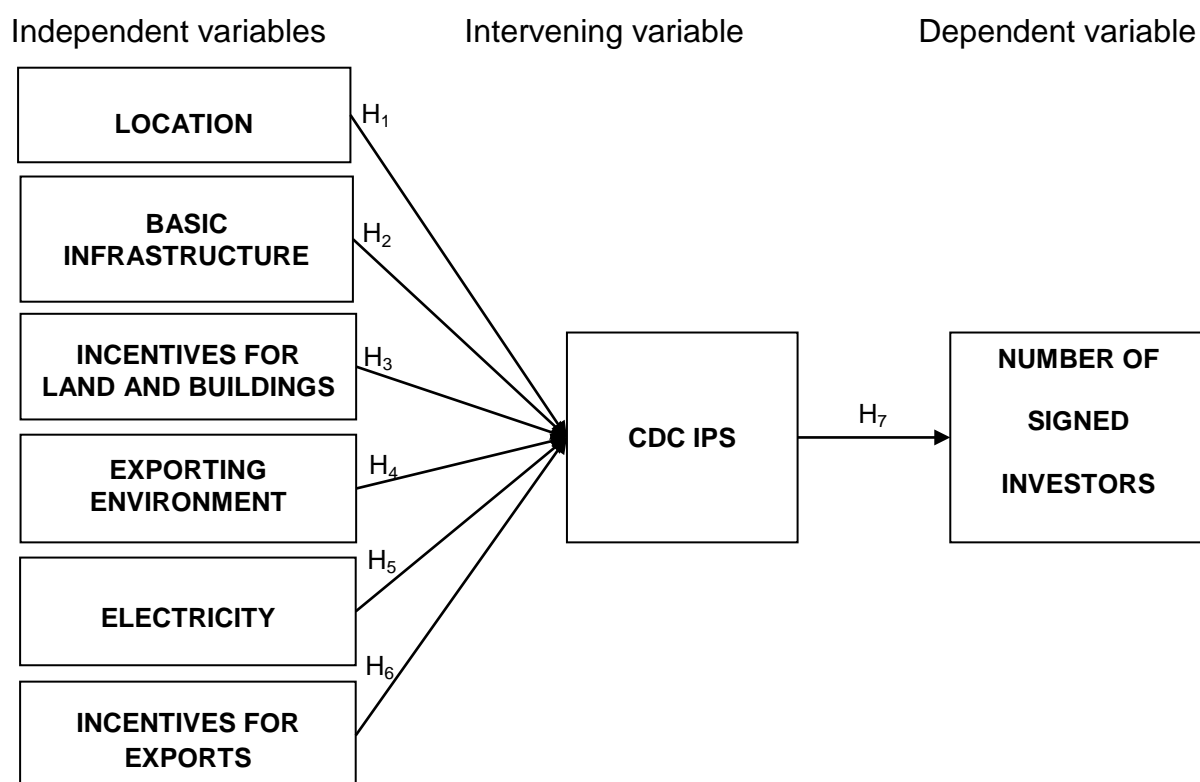 Independent variables
Intervening variable
Dependent variable
LOCATION
H₁
BASIC
INFRASTRUCTURE
H₂
INCENTIVES FOR
LAND AND BUILDINGS
H₃
EXPORTING
ENVIRONMENT
H₄
ELECTRICITY
H₅
INCENTIVES FOR
EXPORTS
H₆
CDC IPS
H₇
NUMBER OF
SIGNED
INVESTORS